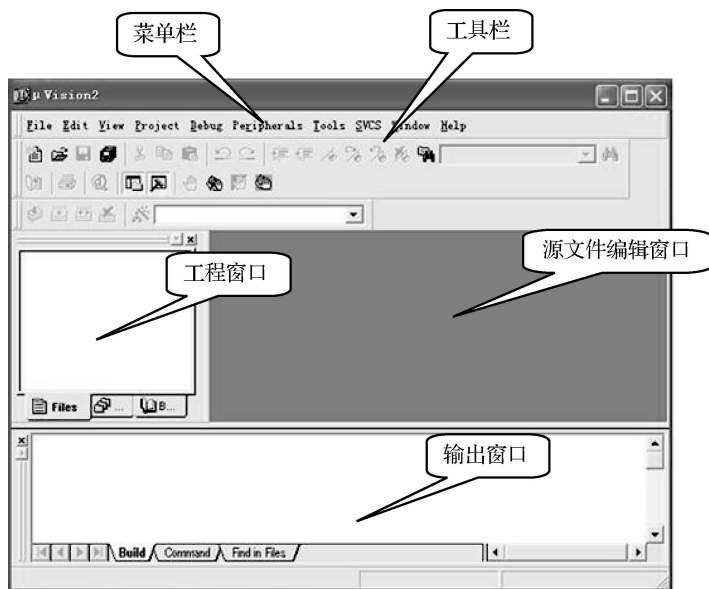 菜单栏
工具栏
μVision2
File Edit View Project Debug Peripherals Tools SVCS Window Help
工程窗口
源文件编辑窗口
Files ... B...
输出窗口
Build Command Find in Files